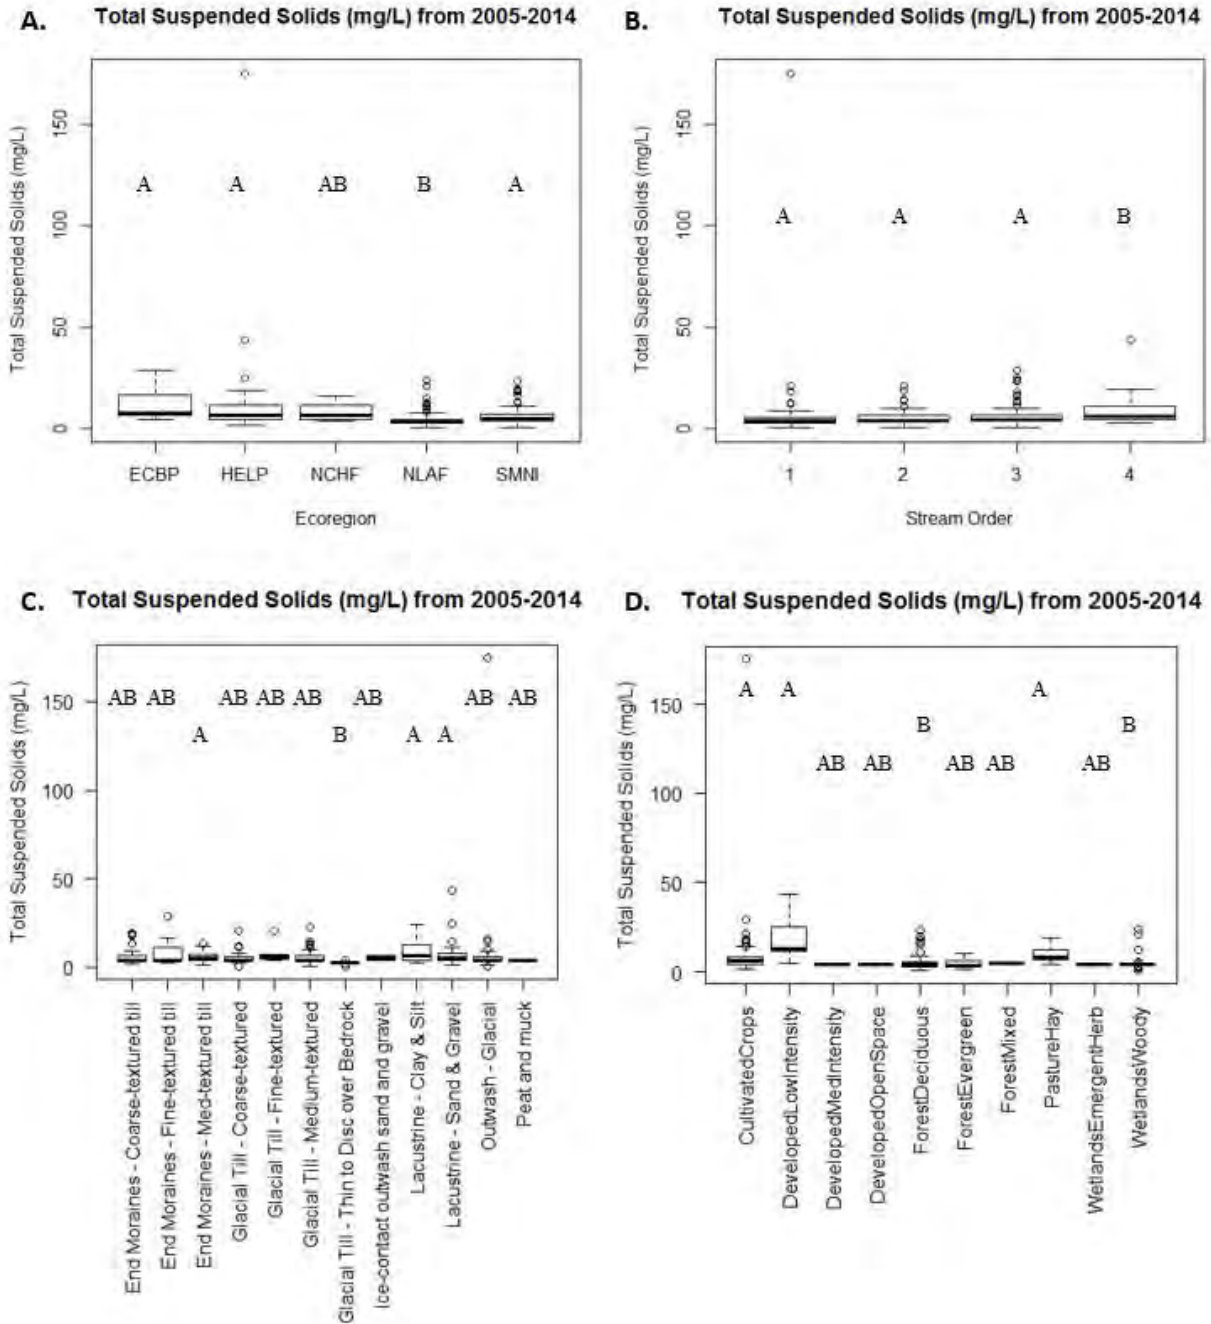 A. Total Suspended Solids (mg/L) from 2005-2014
Total Suspended Solids (mg/L)
150
100
50
0
A A AB B A
ECBP HELP NCHF NLAF SMNI
Ecoregion
B. Total Suspended Solids (mg/L) from 2005-2014
Total Suspended Solids (mg/L)
150
100
50
0
A A A B
1 2 3 4
Stream Order
C. Total Suspended Solids (mg/L) from 2005-2014
Total Suspended Solids (mg/L)
150
100
50
0
AB AB AB AB AB AB AB AB
A B A A
End Moraines - Coarse-textured till
End Moraines - Fine-textured till
End Moraines - Med-textured till
Glacial Till - Coarse-textured
Glacial Till - Fine-textured
Glacial Till - Medium-textured
Glacial Till - Thin to Disc over Bedrock
Ice-contact outwash sand and gravel
Lacustrine - Clay & Silt
Lacustrine - Sand & Gravel
Outwash - Glacial
Peat and muck
D. Total Suspended Solids (mg/L) from 2005-2014
Total Suspended Solids (mg/L)
150
100
50
0
A A A
B B
AB AB AB AB AB
CultivatedCrops
DevelopedLowIntensity
DevelopedMedIntensity
DevelopedOpenSpace
ForestDeciduous
ForestEvergreen
ForestMixed
PastureHay
WetlandsEmergentHerb
WetlandsWoody